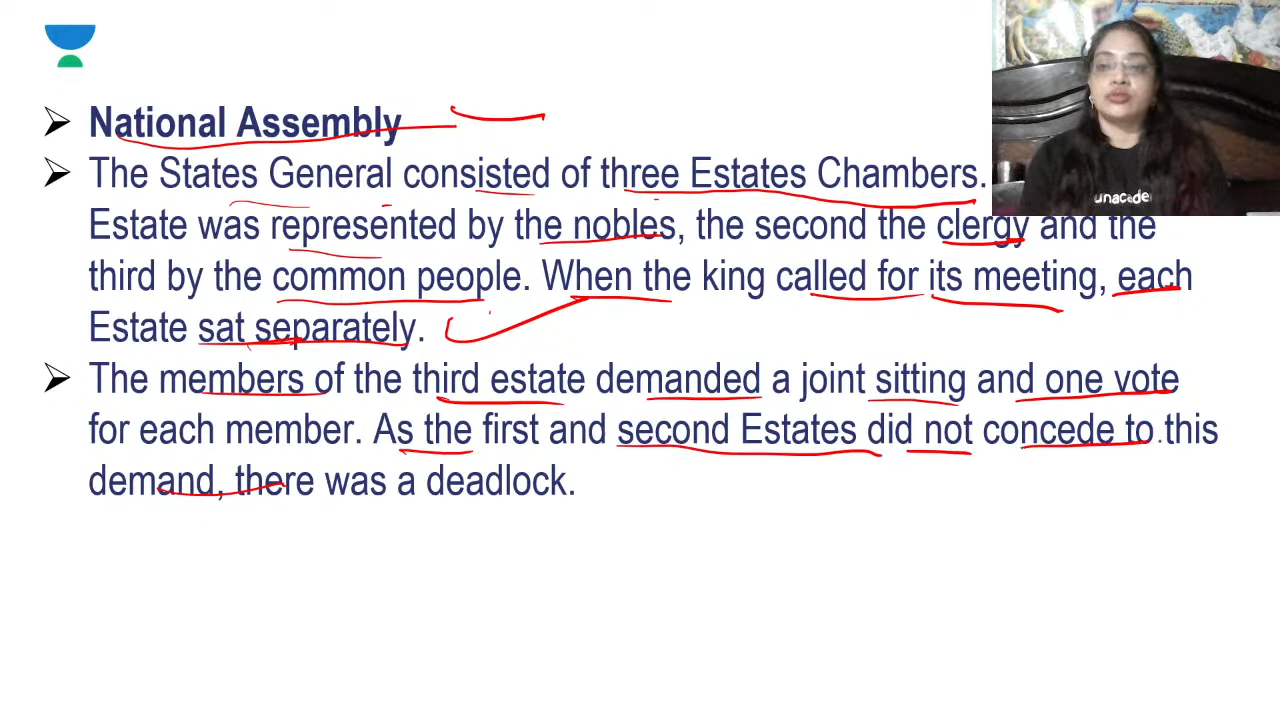 National Assembly
The States General consisted of three Estates Chambers.
Estate was represented by the nobles, the second the clergy and the
third by the common people. When the king called for its meeting, each
Estate sat separately.
The members of the third estate demanded a joint sitting and one vote
for each member. As the first and second Estates did not concede to this
demand, there was a deadlock.